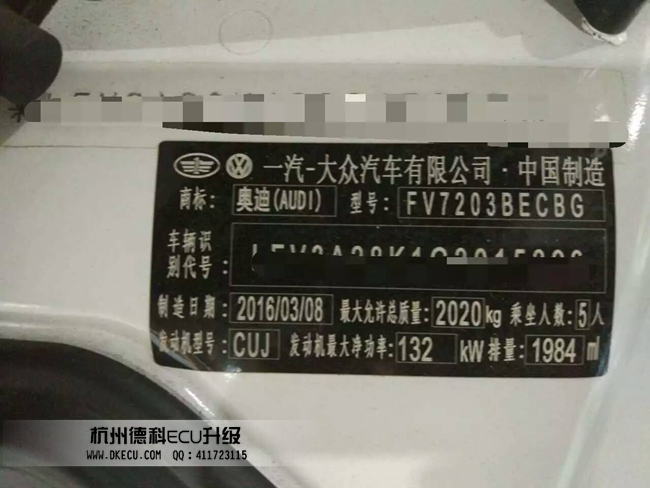 一汽-大众汽车有限公司·中国制造
商标: 奥迪(AUDI) 型号: FV7203BECBG
车辆识
别代号:
制造日期: 2016/03/08 最大允许总质量: 2020kg 乘坐人数: 5人
发动机型号: CUJ 发动机最大净功率: 132 kW 排量: 1984 ml
杭州德科ECU升级
WWW.DKECU.COM QQ:411723115